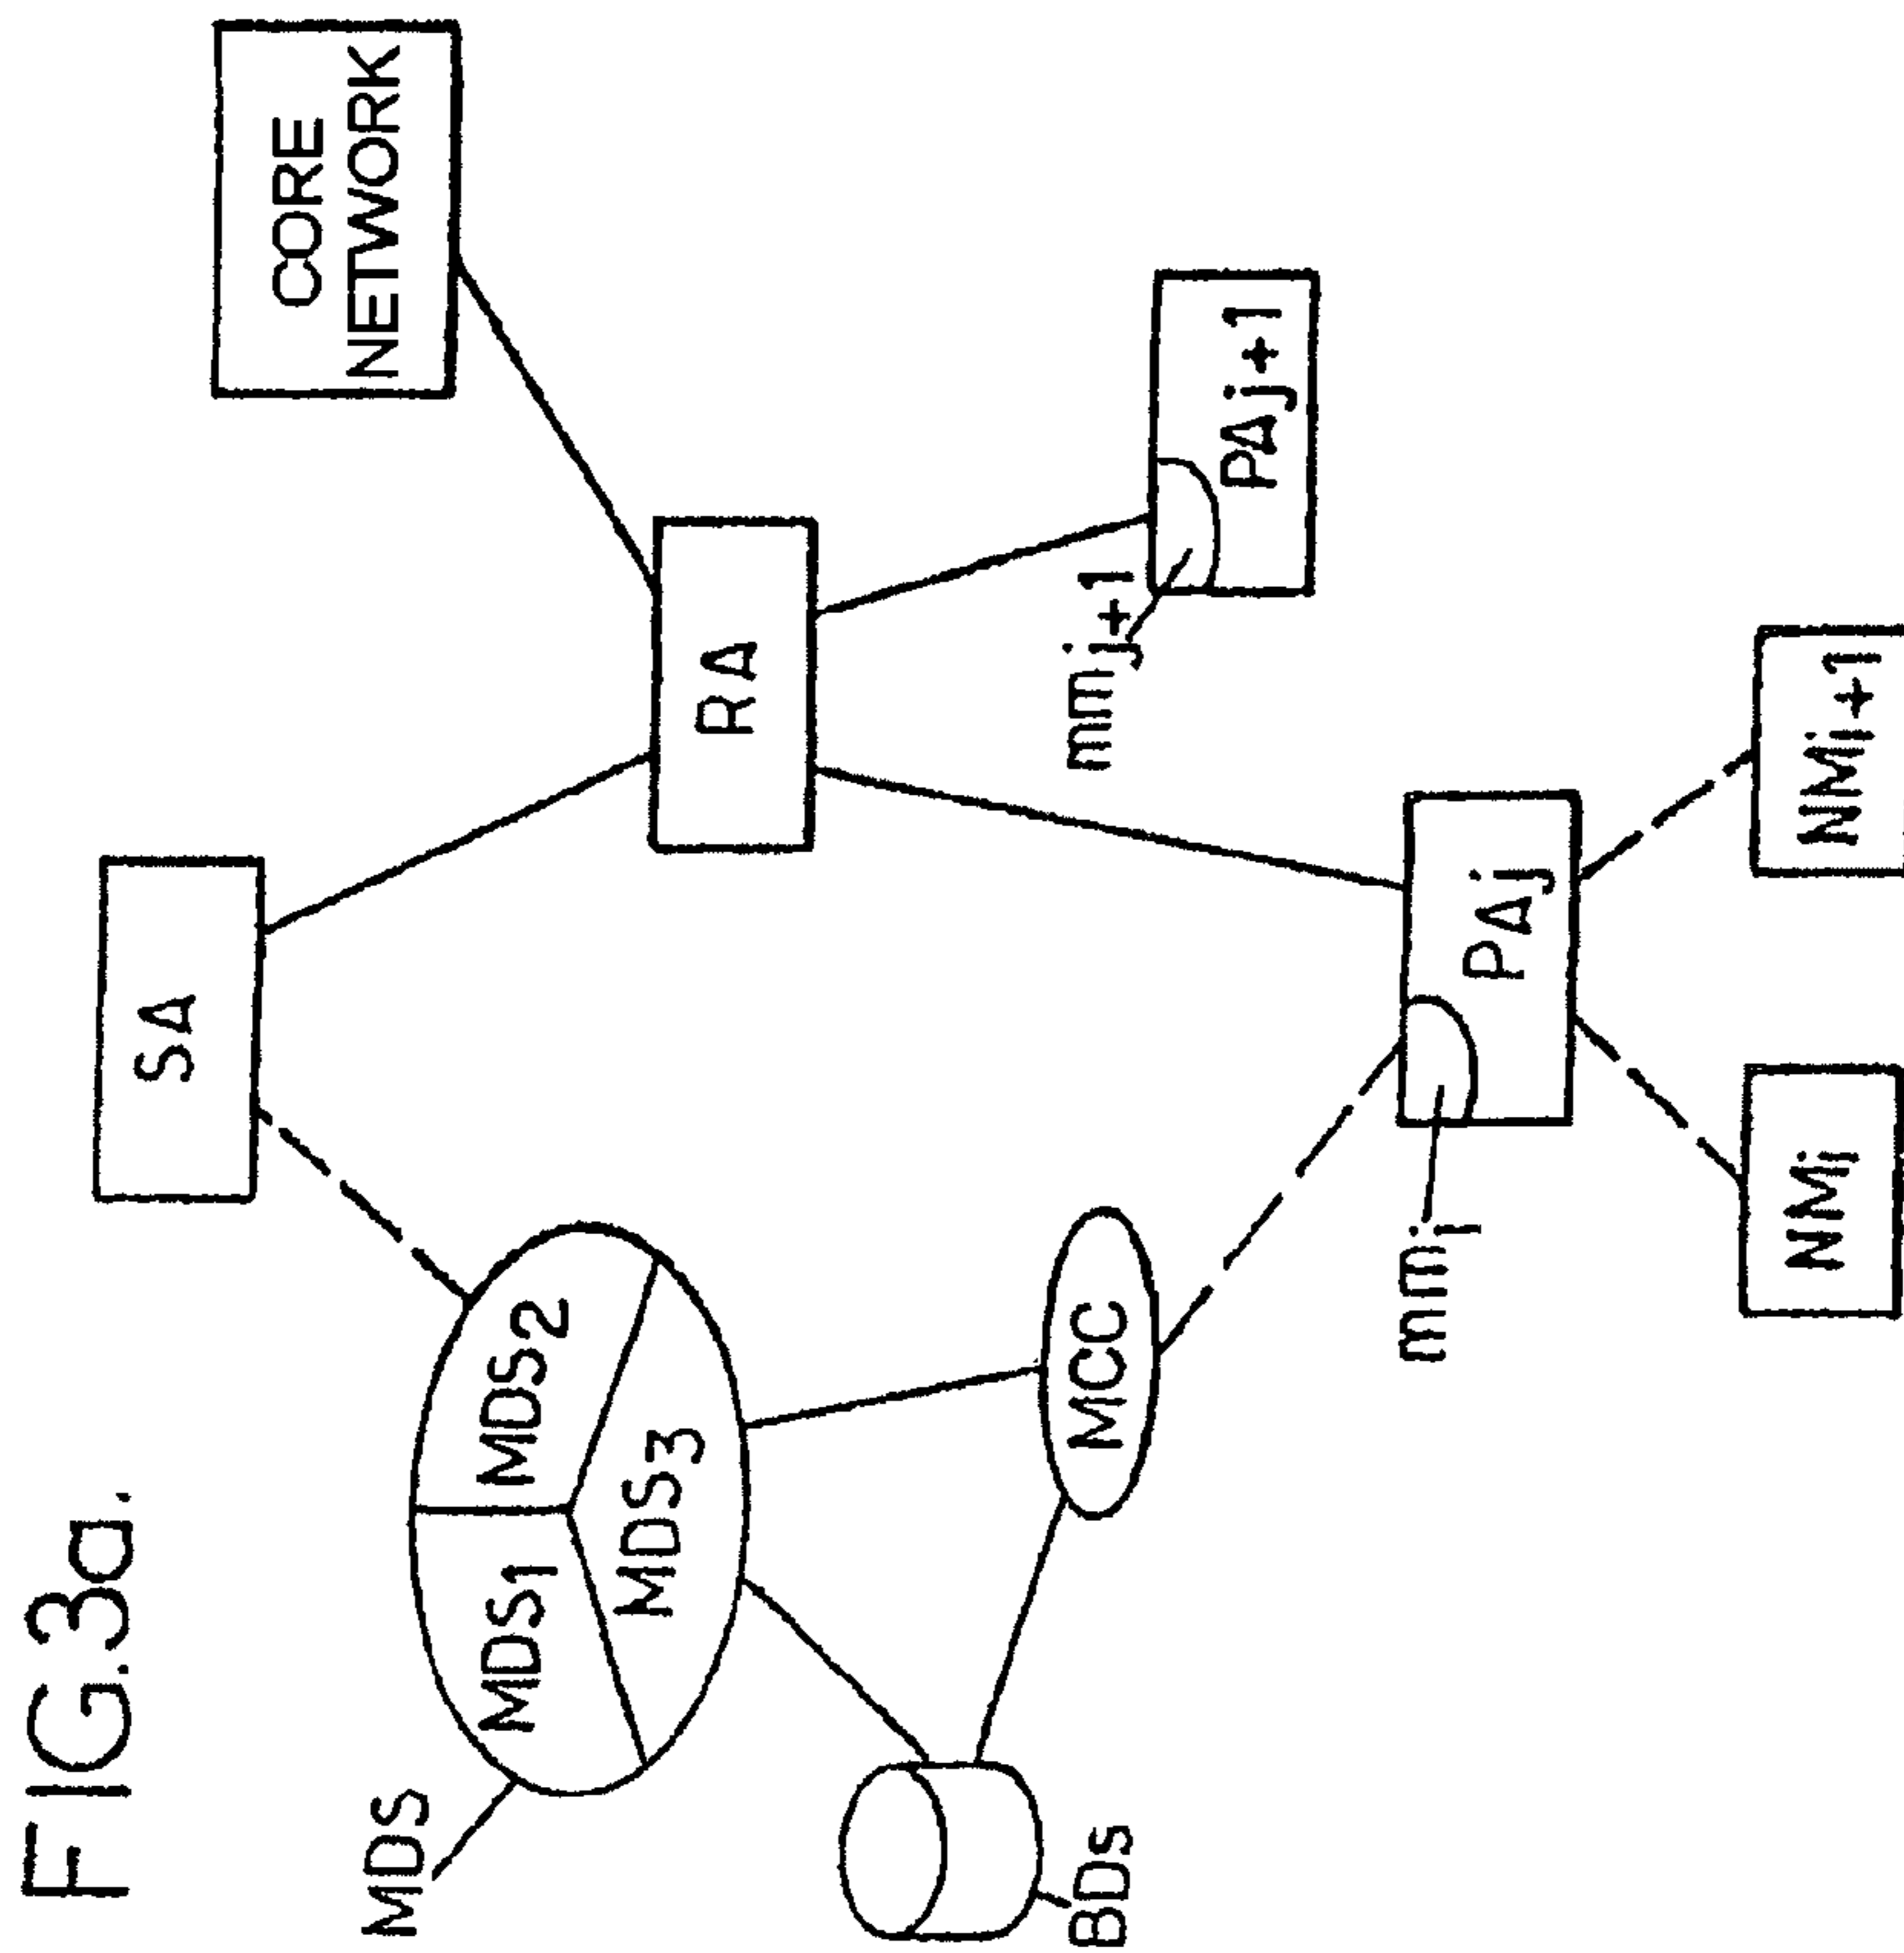 FIG.3a.
SA
CORE
NETWORK
MDS
MDS1
MDS2
MDS3
RA
BDs
MCC
mmj+1
PAj+1
mmj
PAj
NMi
NMi+1